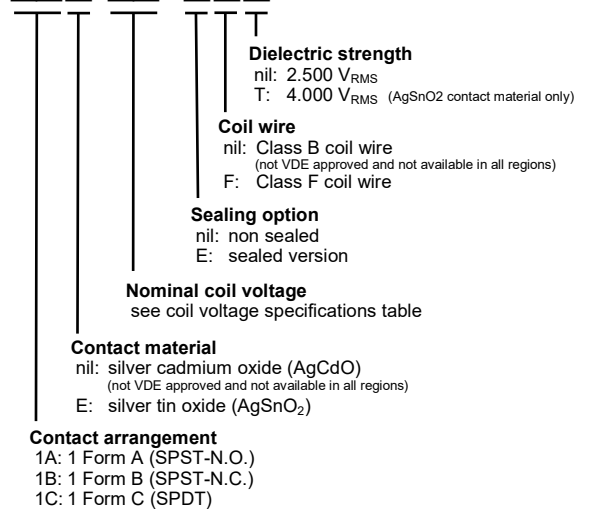 Dielectric strength
nil: 2.500 VRMS
T: 4.000 VRMS (AgSnO2 contact material only)
Coil wire
nil: Class B coil wire
(not VDE approved and not available in all regions)
F: Class F coil wire
Sealing option
nil: non sealed
E: sealed version
Nominal coil voltage
see coil voltage specifications table
Contact material
nil: silver cadmium oxide (AgCdO)
(not VDE approved and not available in all regions)
E: silver tin oxide (AgSnO2)
Contact arrangement
1A: 1 Form A (SPST-N.O.)
1B: 1 Form B (SPST-N.C.)
1C: 1 Form C (SPDT)